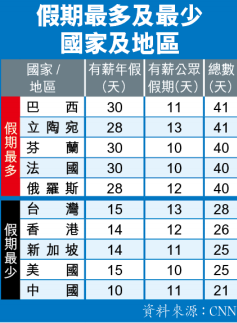 假期最多及最少
國家及地區
國家/地區 有薪年假(天) 有薪公眾假期(天) 總數(天)
假期最多
巴西 30 11 41
立陶宛 28 13 41
芬蘭 30 10 40
法國 30 10 40
俄羅斯 28 12 40
假期最少
台灣 15 13 28
香港 14 12 26
新加坡 14 11 25
美國 15 10 25
中國 10 11 21
資料來源：CNN